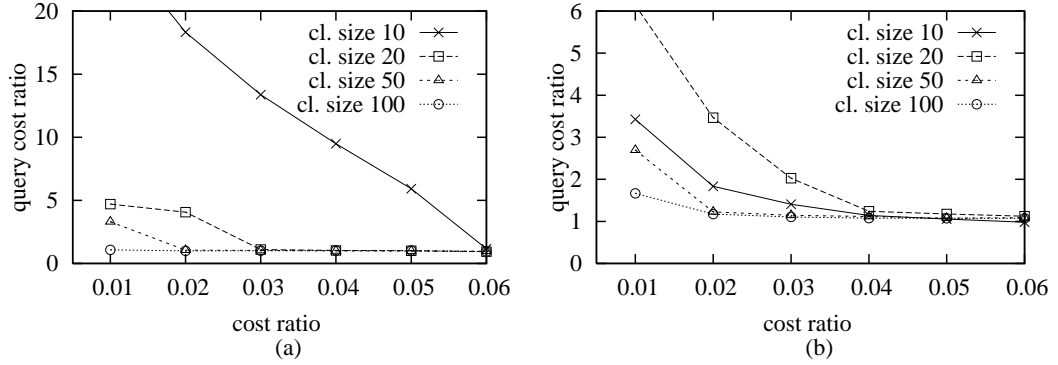 query cost ratio
20
15
10
5
0
0.01 0.02 0.03 0.04 0.05 0.06
cost ratio
(a)
cl. size 10
cl. size 20
cl. size 50
cl. size 100
query cost ratio
6
5
4
3
2
1
0
0.01 0.02 0.03 0.04 0.05 0.06
cost ratio
(b)
cl. size 10
cl. size 20
cl. size 50
cl. size 100